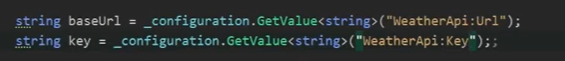 string baseUrl = _configuration.GetValue<string>("WeatherApi:Url");
string key = _configuration.GetValue<string>("WeatherApi:Key");;